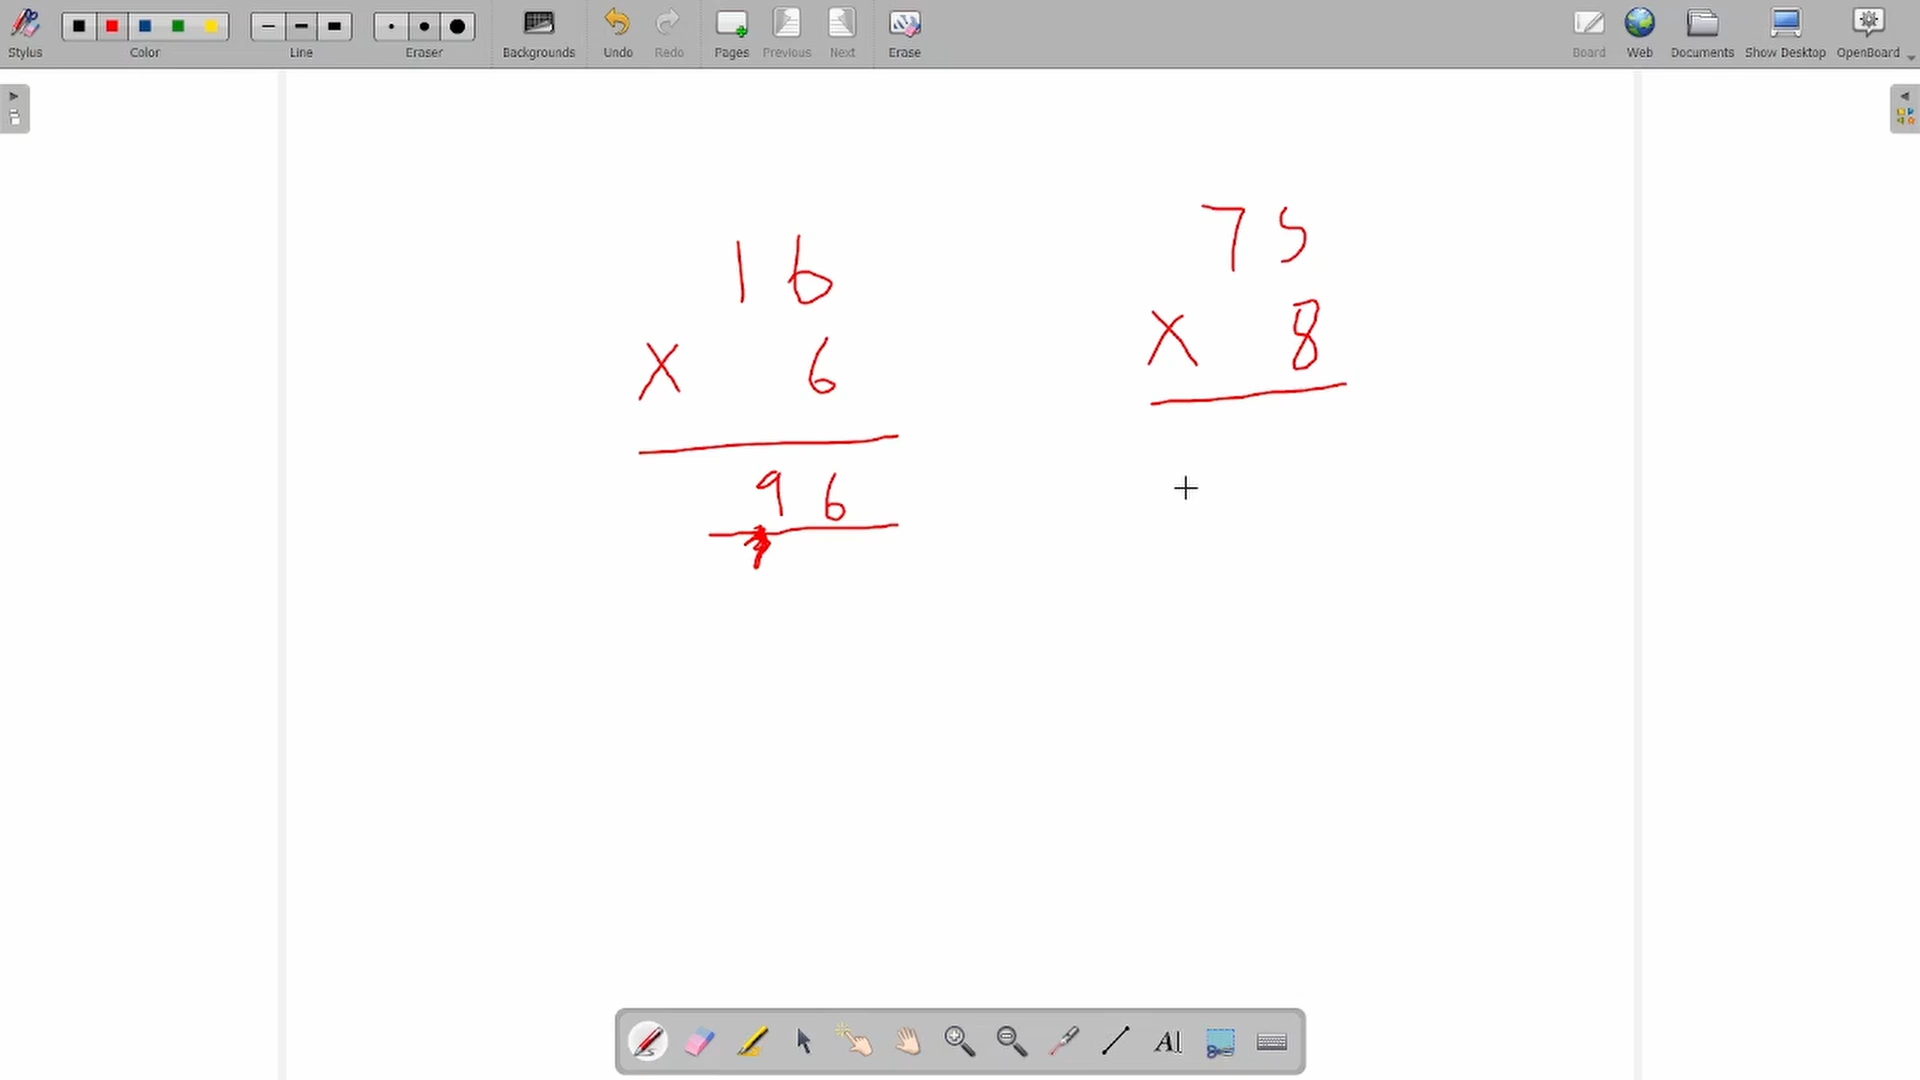 Stylus Color Line Eraser Backgrounds Undo Redo Pages Previous Next Erase Board Web Documents Show Desktop OpenBoard
16
x 6
96
75
x 8
AI